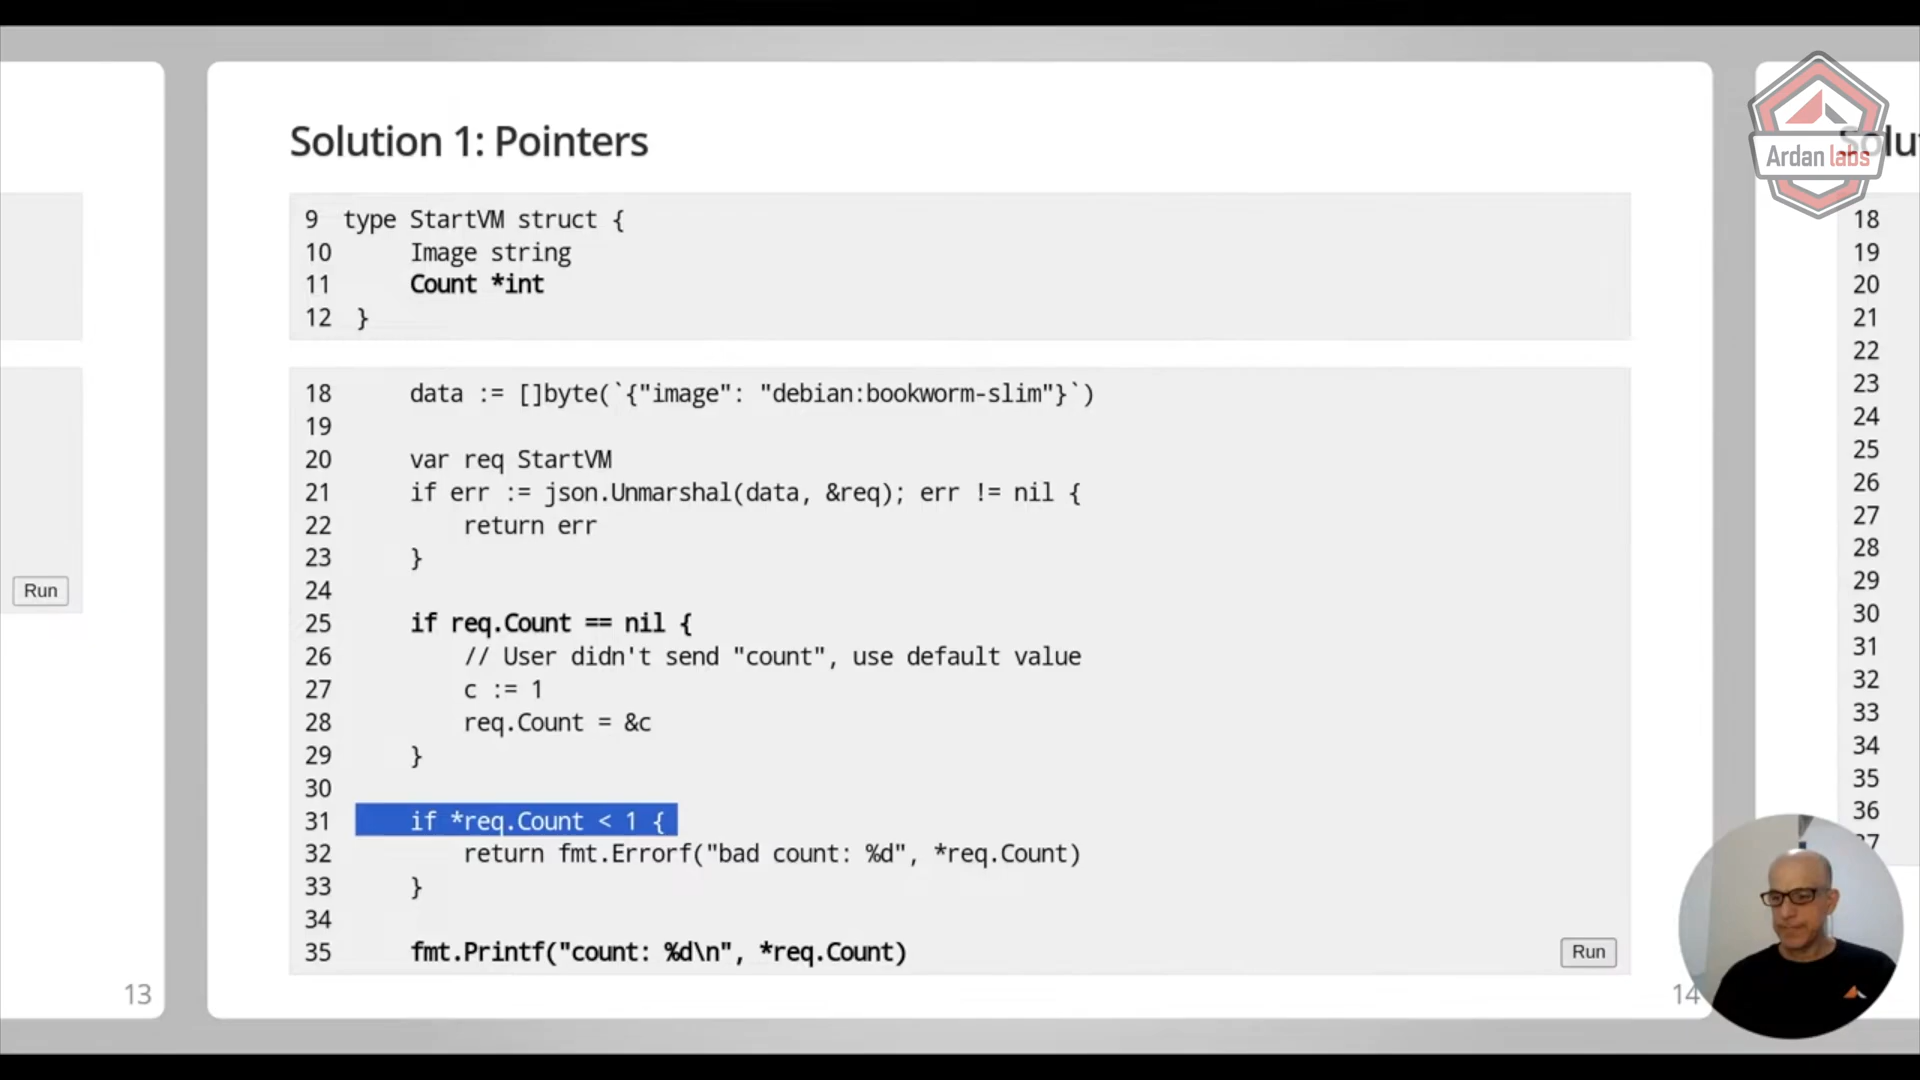 Solution 1: Pointers
9 type StartVM struct {
10 Image string
11 Count *int
12 }
18 data := []byte(`{"image": "debian:bookworm-slim"}`)
19
20 var req StartVM
21 if err := json.Unmarshal(data, &req); err != nil {
22 return err
23 }
24
25 if req.Count == nil {
26 // User didn't send "count", use default value
27 c := 1
28 req.Count = &c
29 }
30
31 if *req.Count < 1 {
32 return fmt.Errorf("bad count: %d", *req.Count)
33 }
34
35 fmt.Printf("count: %d\n", *req.Count)
Run
14
Run
13
Ardan labs
18
19
20
21
22
23
24
25
26
27
28
29
30
31
32
33
34
35
36